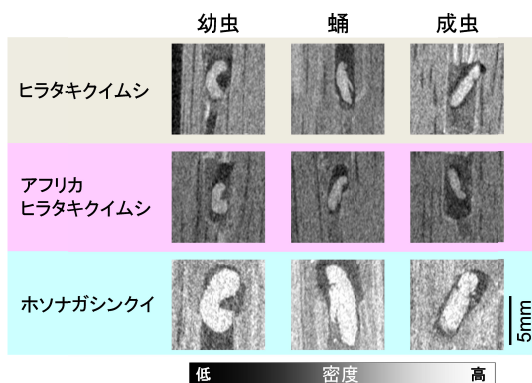 幼虫 蛹 成虫
ヒラタキクイムシ
アフリカ
ヒラタキクイムシ
ホソナガシンクイ
5mm
低 密度 高